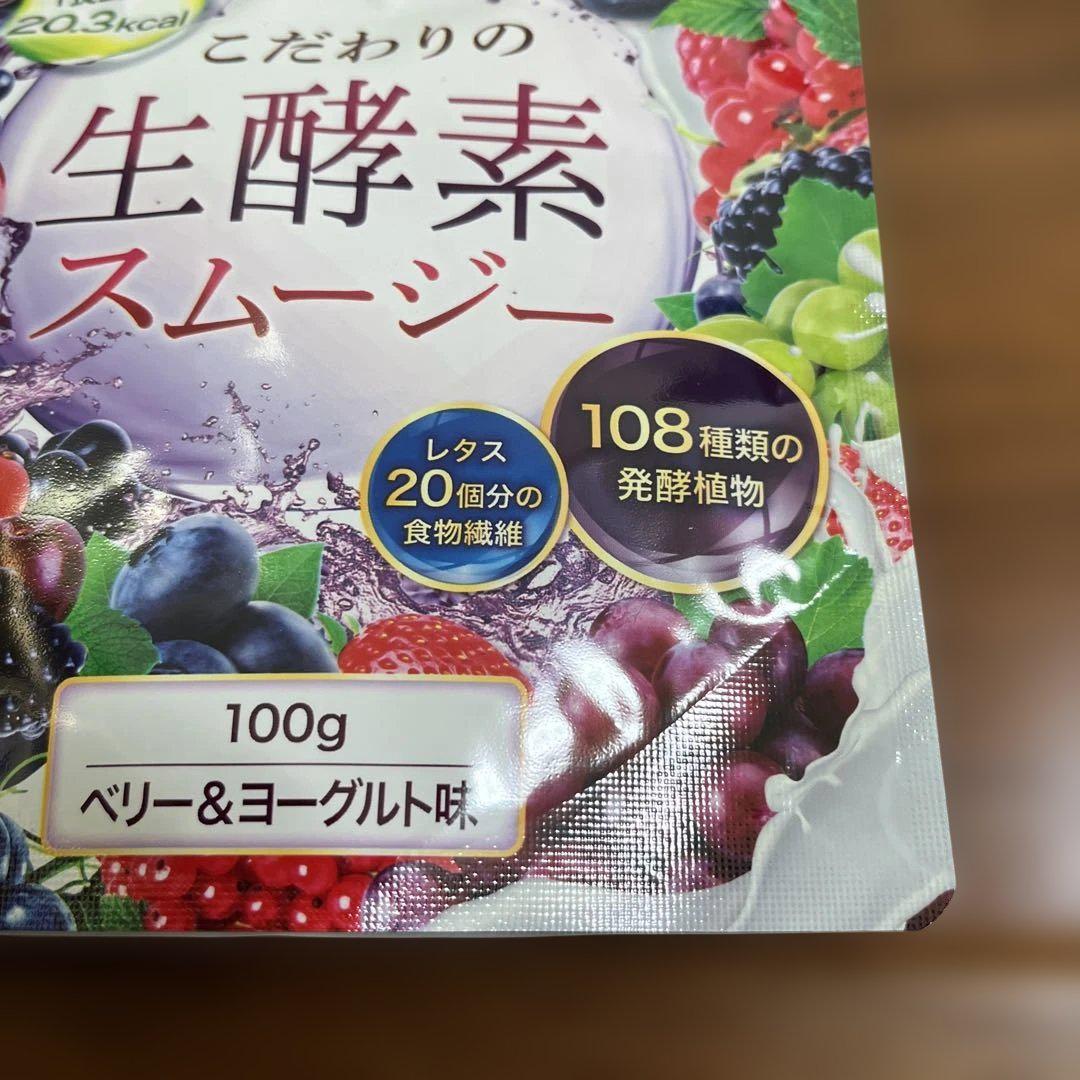 20.3kcal
こだわりの
生酵素
スムージー
108種類の
発酵植物
レタス
20個分の
食物繊維
100g
ベリー&ヨーグルト味